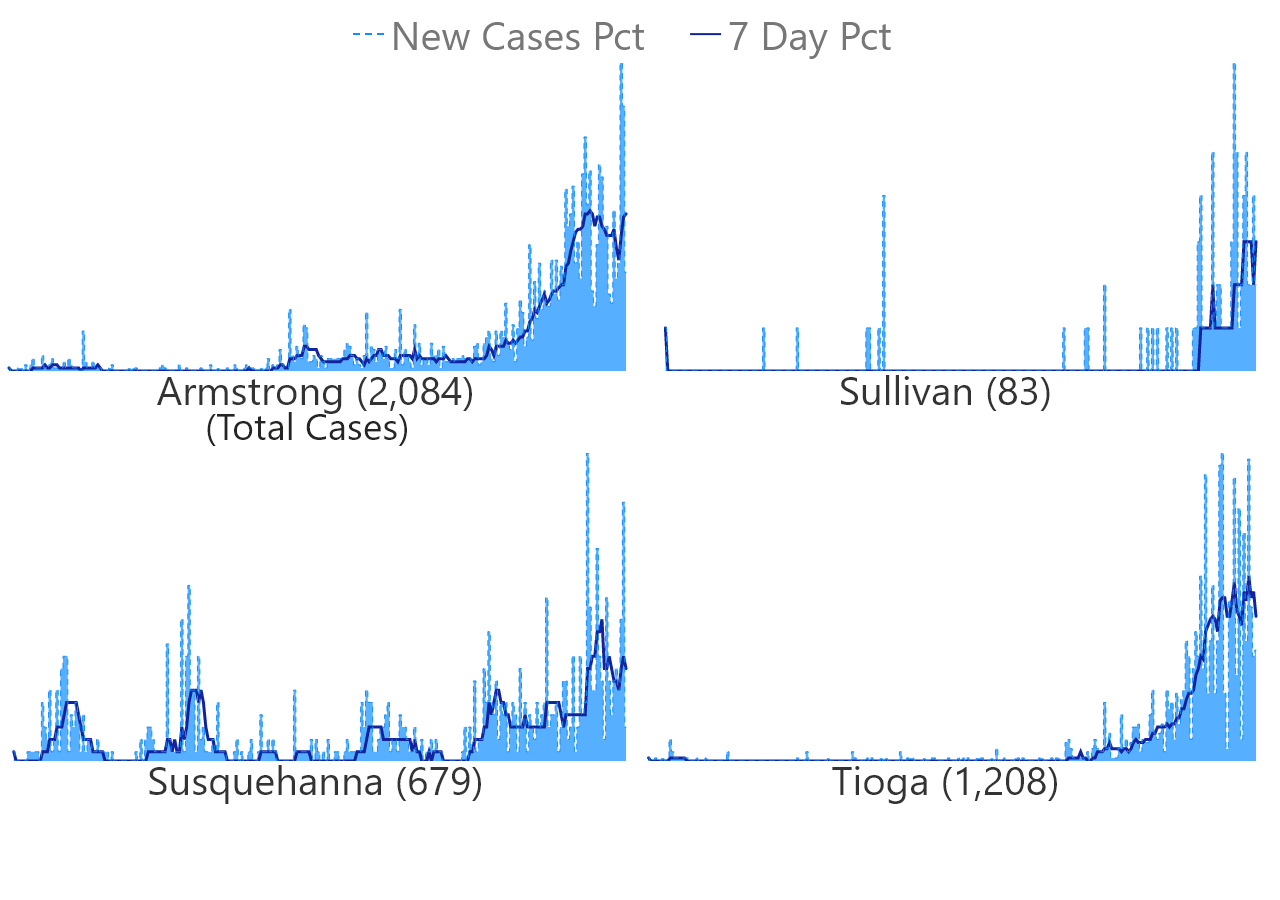 New Cases Pct 7 Day Pct
Armstrong (2,084)
(Total Cases)
Sullivan (83)
Susquehanna (679)
Tioga (1,208)